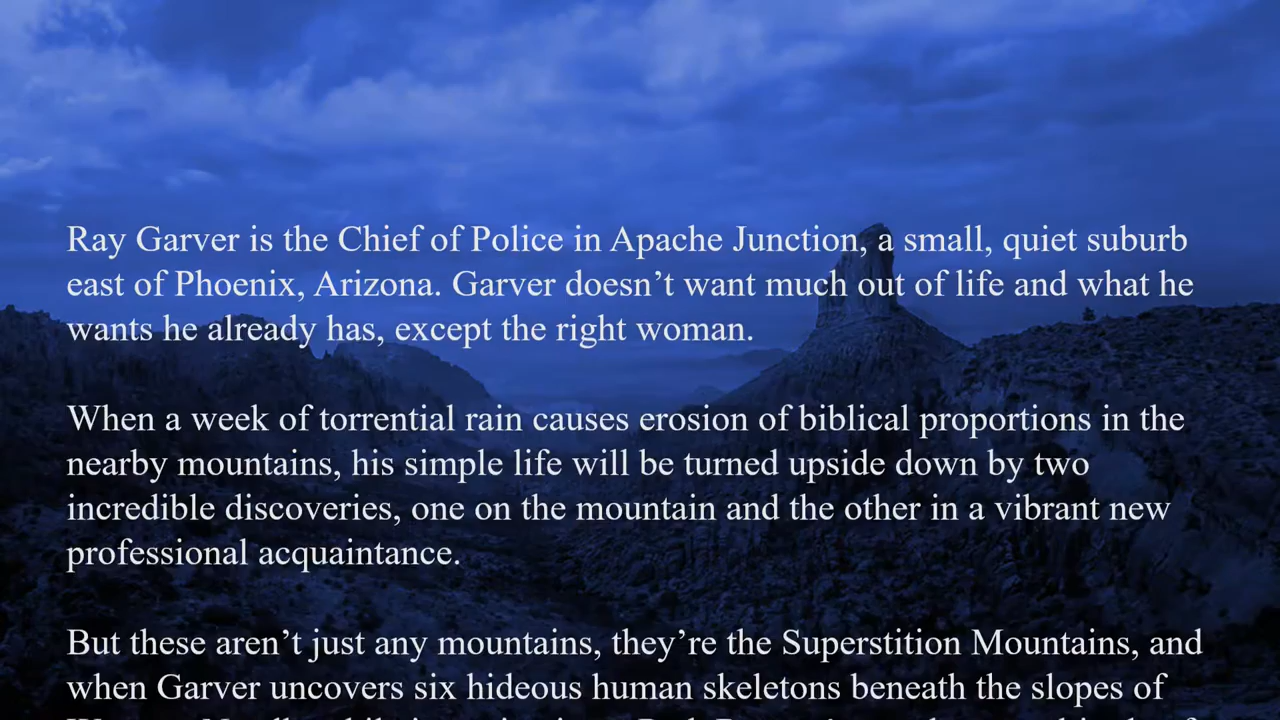 Ray Garver is the Chief of Police in Apache Junction, a small, quiet suburb
east of Phoenix, Arizona. Garver doesn’t want much out of life and what he
wants he already has, except the right woman.
When a week of torrential rain causes erosion of biblical proportions in the
nearby mountains, his simple life will be turned upside down by two
incredible discoveries, one on the mountain and the other in a vibrant new
professional acquaintance.
But these aren’t just any mountains, they’re the Superstition Mountains, and
when Garver uncovers six hideous human skeletons beneath the slopes of